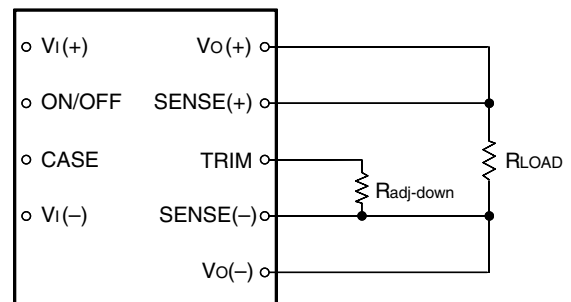 VI(+) VO(+)
ON/OFF SENSE(+)
CASE TRIM RLOAD
Radj-down
VI(–) SENSE(–)
VO(–)